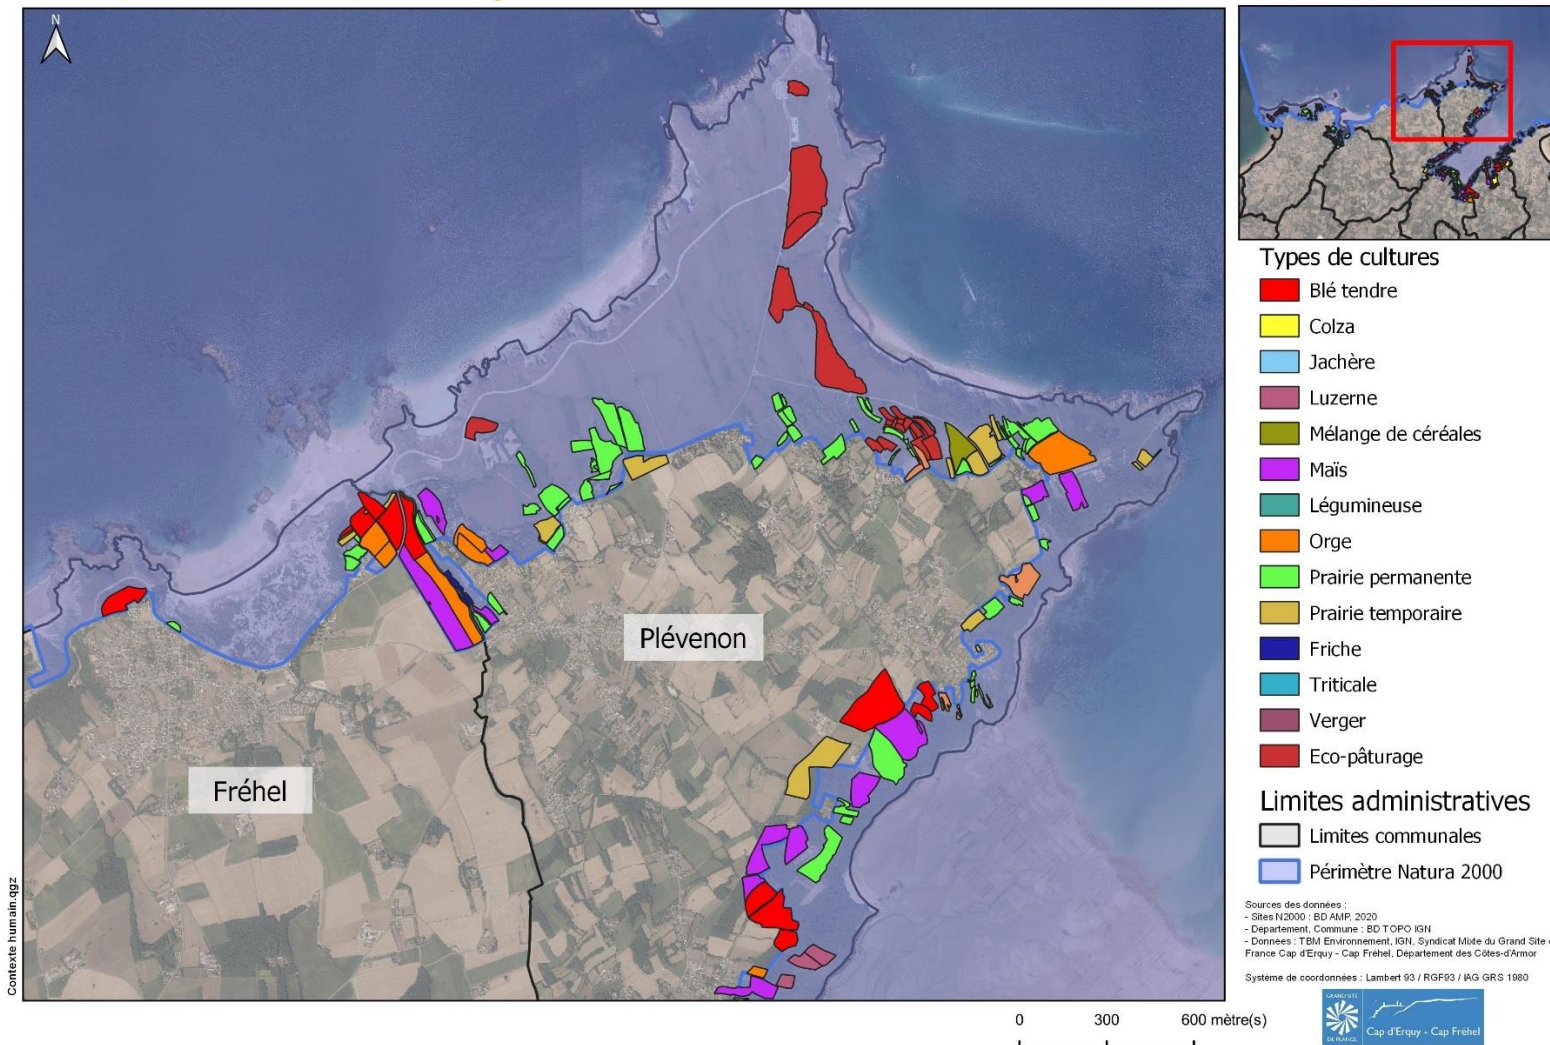 N
Plévenon
Fréhel
Contexte humain.qgz
Types de cultures
Blé tendre
Colza
Jachère
Luzerne
Mélange de céréales
Maïs
Légumineuse
Orge
Prairie permanente
Prairie temporaire
Friche
Triticale
Verger
Eco-pâturage
Limites administratives
Limites communales
Périmètre Natura 2000
Sources des données :
- Sites N2000 : BD AMP, 2020
- Département, Commune : BD TOPO IGN
- Données : TBM Environnement, IGN, Syndicat Mixte du Grand Site
France Cap d'Erquy - Cap Fréhel, Département des Côtes-d'Armor
Système de coordonnées : Lambert 93 / RGF93 / IAG GRS 1980
0 300 600 mètre(s)
GRAND SITE
DE FRANCE
Cap d'Erquy - Cap Fréhel